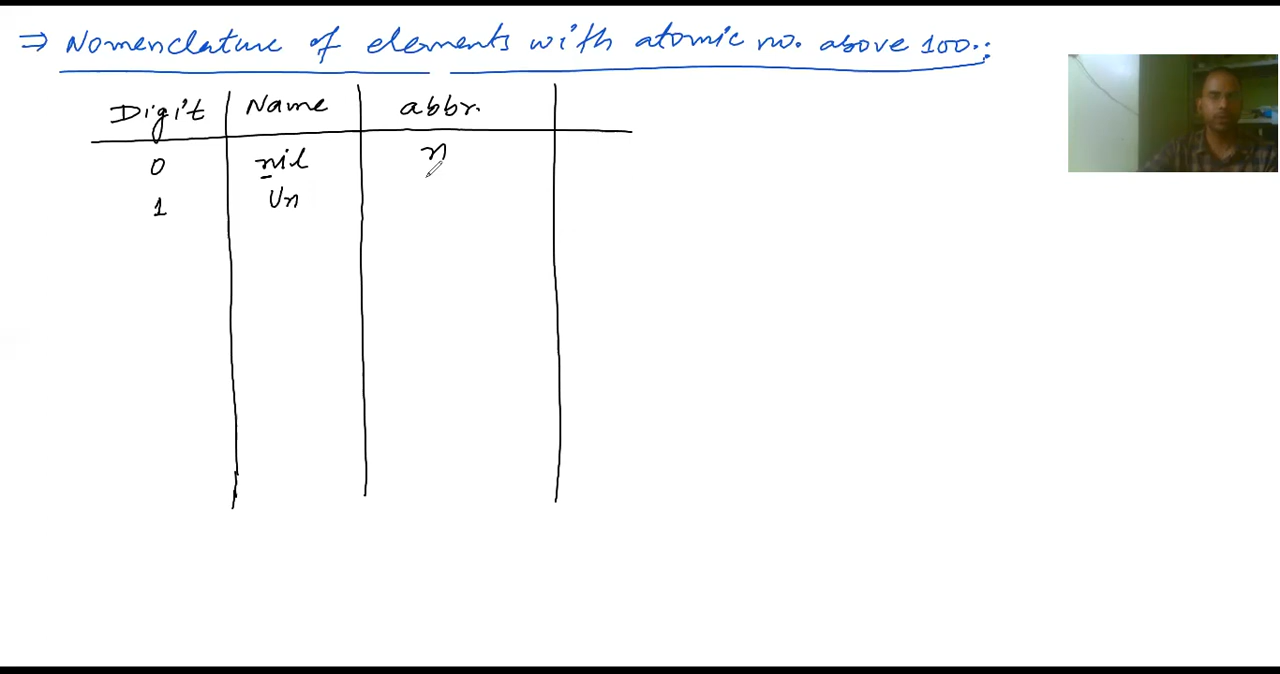 ⇒ Nomenclature of elements with atomic no. above 100.:
Digit Name abbr.
0 nil n
1 Un